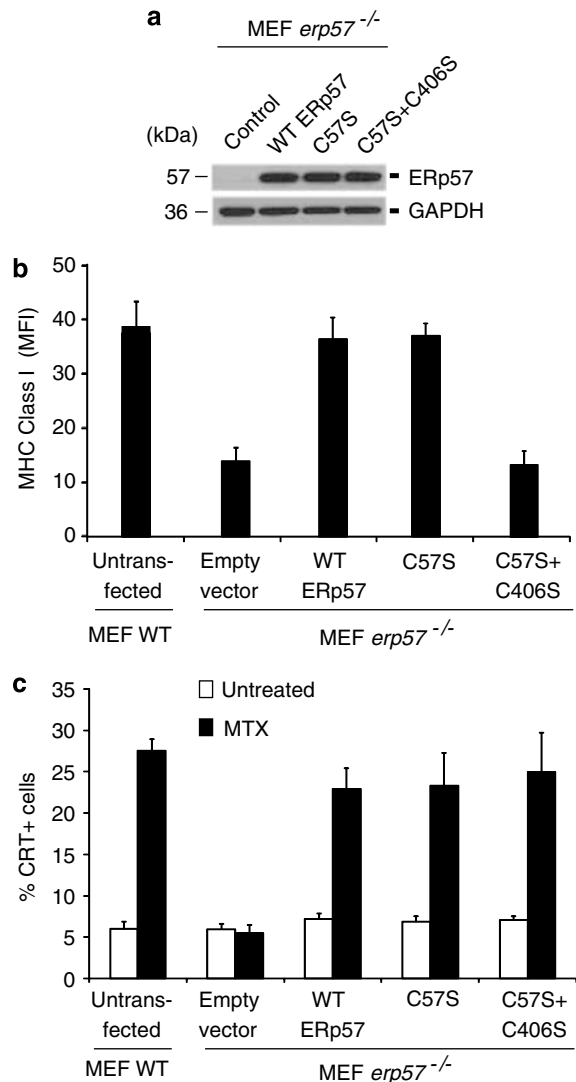 a
MEF erp57 -/-
(kDa)
Control
WT ERp57
C57S
C57S+C406S
57
ERp57
36
GAPDH
b
MHC Class I (MFI)
50
40
30
20
10
0
Untrans-
fected
Empty
vector
WT
ERp57
C57S
C57S+
C406S
MEF WT
MEF erp57 -/-
c
% CRT+ cells
35
30
25
20
15
10
5
0
Untreated
MTX
Untrans-
fected
Empty
vector
WT
ERp57
C57S
C57S+
C406S
MEF WT
MEF erp57 -/-